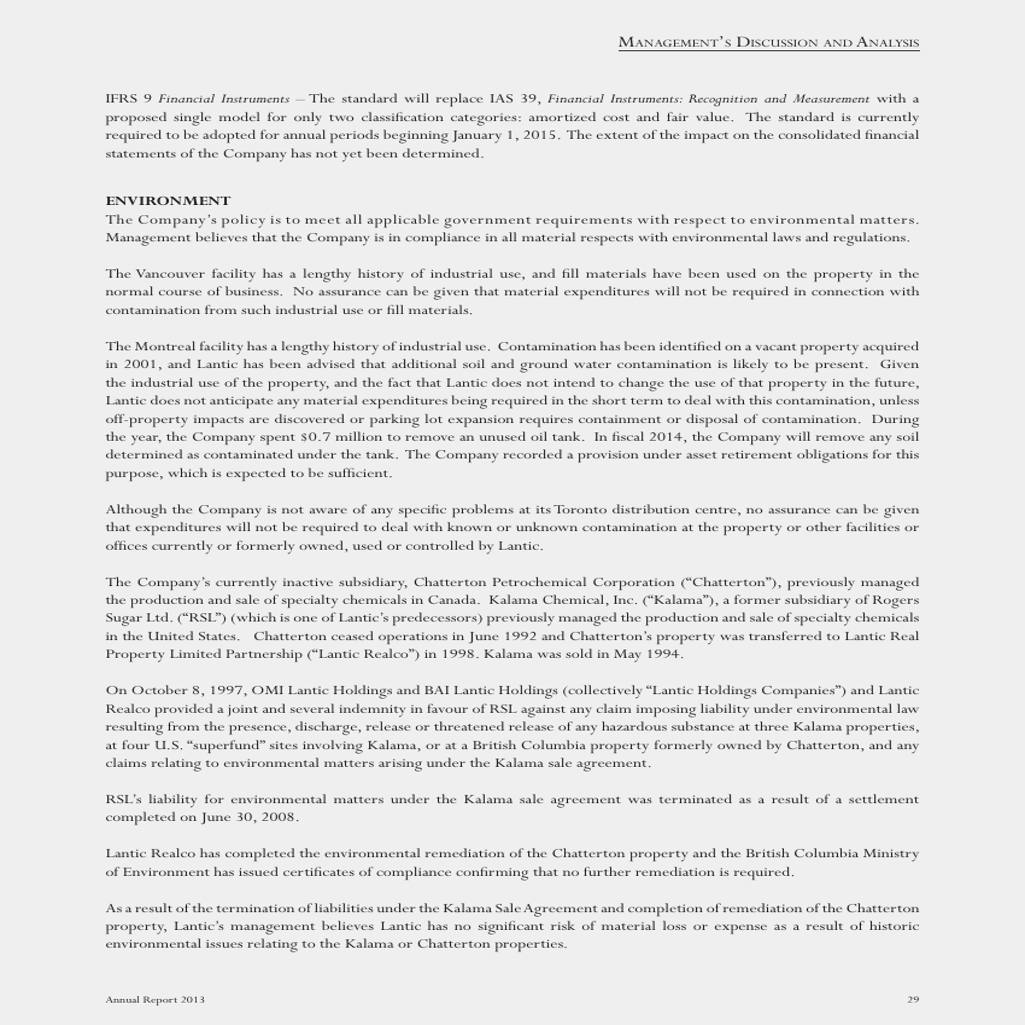 Management's Discussion and Analysis
IFRS 9 Financial Instruments – The standard will replace IAS 39, Financial Instruments: Recognition and Measurement with a
proposed single model for only two classification categories: amortized cost and fair value. The standard is currently
required to be adopted for annual periods beginning January 1, 2015. The extent of the impact on the consolidated financial
statements of the Company has not yet been determined.
ENVIRONMENT
The Company's policy is to meet all applicable government requirements with respect to environmental matters.
Management believes that the Company is in compliance in all material respects with environmental laws and regulations.
The Vancouver facility has a lengthy history of industrial use, and fill materials have been used on the property in the
normal course of business. No assurance can be given that material expenditures will not be required in connection with
contamination from such industrial use or fill materials.
The Montreal facility has a lengthy history of industrial use. Contamination has been identified on a vacant property acquired
in 2001, and Lantic has been advised that additional soil and ground water contamination is likely to be present. Given
the industrial use of the property, and the fact that Lantic does not intend to change the use of that property in the future,
Lantic does not anticipate any material expenditures being required in the short term to deal with this contamination, unless
off-property impacts are discovered or parking lot expansion requires containment or disposal of contamination. During
the year, the Company spent $0.7 million to remove an unused oil tank. In fiscal 2014, the Company will remove any soil
determined as contaminated under the tank. The Company recorded a provision under asset retirement obligations for this
purpose, which is expected to be sufficient.
Although the Company is not aware of any specific problems at its Toronto distribution centre, no assurance can be given
that expenditures will not be required to deal with known or unknown contamination at the property or other facilities or
offices currently or formerly owned, used or controlled by Lantic.
The Company's currently inactive subsidiary, Chatterton Petrochemical Corporation (“Chatterton”), previously managed
the production and sale of specialty chemicals in Canada. Kalama Chemical, Inc. (“Kalama”), a former subsidiary of Rogers
Sugar Ltd. (“RSL”) (which is one of Lantic's predecessors) previously managed the production and sale of specialty chemicals
in the United States. Chatterton ceased operations in June 1992 and Chatterton's property was transferred to Lantic Real
Property Limited Partnership (“Lantic Realco”) in 1998. Kalama was sold in May 1994.
On October 8, 1997, OMI Lantic Holdings and BAI Lantic Holdings (collectively “Lantic Holdings Companies”) and Lantic
Realco provided a joint and several indemnity in favour of RSL against any claim imposing liability under environmental law
resulting from the presence, discharge, release or threatened release of any hazardous substance at three Kalama properties,
at four U.S. “superfund” sites involving Kalama, or at a British Columbia property formerly owned by Chatterton, and any
claims relating to environmental matters arising under the Kalama sale agreement.
RSL's liability for environmental matters under the Kalama sale agreement was terminated as a result of a settlement
completed on June 30, 2008.
Lantic Realco has completed the environmental remediation of the Chatterton property and the British Columbia Ministry
of Environment has issued certificates of compliance confirming that no further remediation is required.
As a result of the termination of liabilities under the Kalama Sale Agreement and completion of remediation of the Chatterton
property, Lantic's management believes Lantic has no significant risk of material loss or expense as a result of historic
environmental issues relating to the Kalama or Chatterton properties.
Annual Report 2013
29